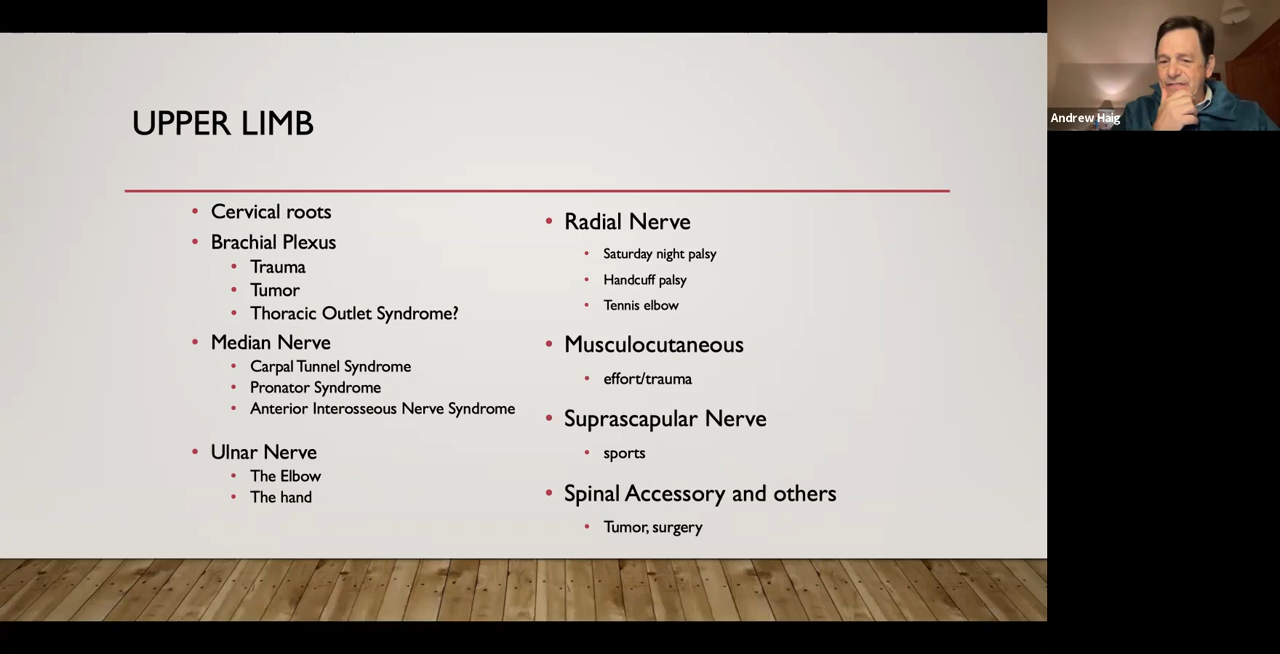 UPPER LIMB
Cervical roots
Brachial Plexus
Trauma
Tumor
Thoracic Outlet Syndrome?
Median Nerve
Carpal Tunnel Syndrome
Pronator Syndrome
Anterior Interosseous Nerve Syndrome
Ulnar Nerve
The Elbow
The hand
Radial Nerve
Saturday night palsy
Handcuff palsy
Tennis elbow
Musculocutaneous
effort/trauma
Suprascapular Nerve
sports
Spinal Accessory and others
Tumor, surgery
Andrew Haig